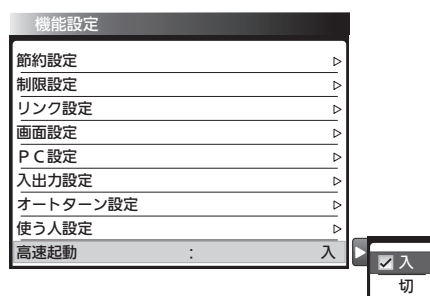 機能設定
節約設定
制限設定
リンク設定
画面設定
ＰＣ設定
入出力設定
オートターン設定
使う人設定
高速起動 : 入
入
切